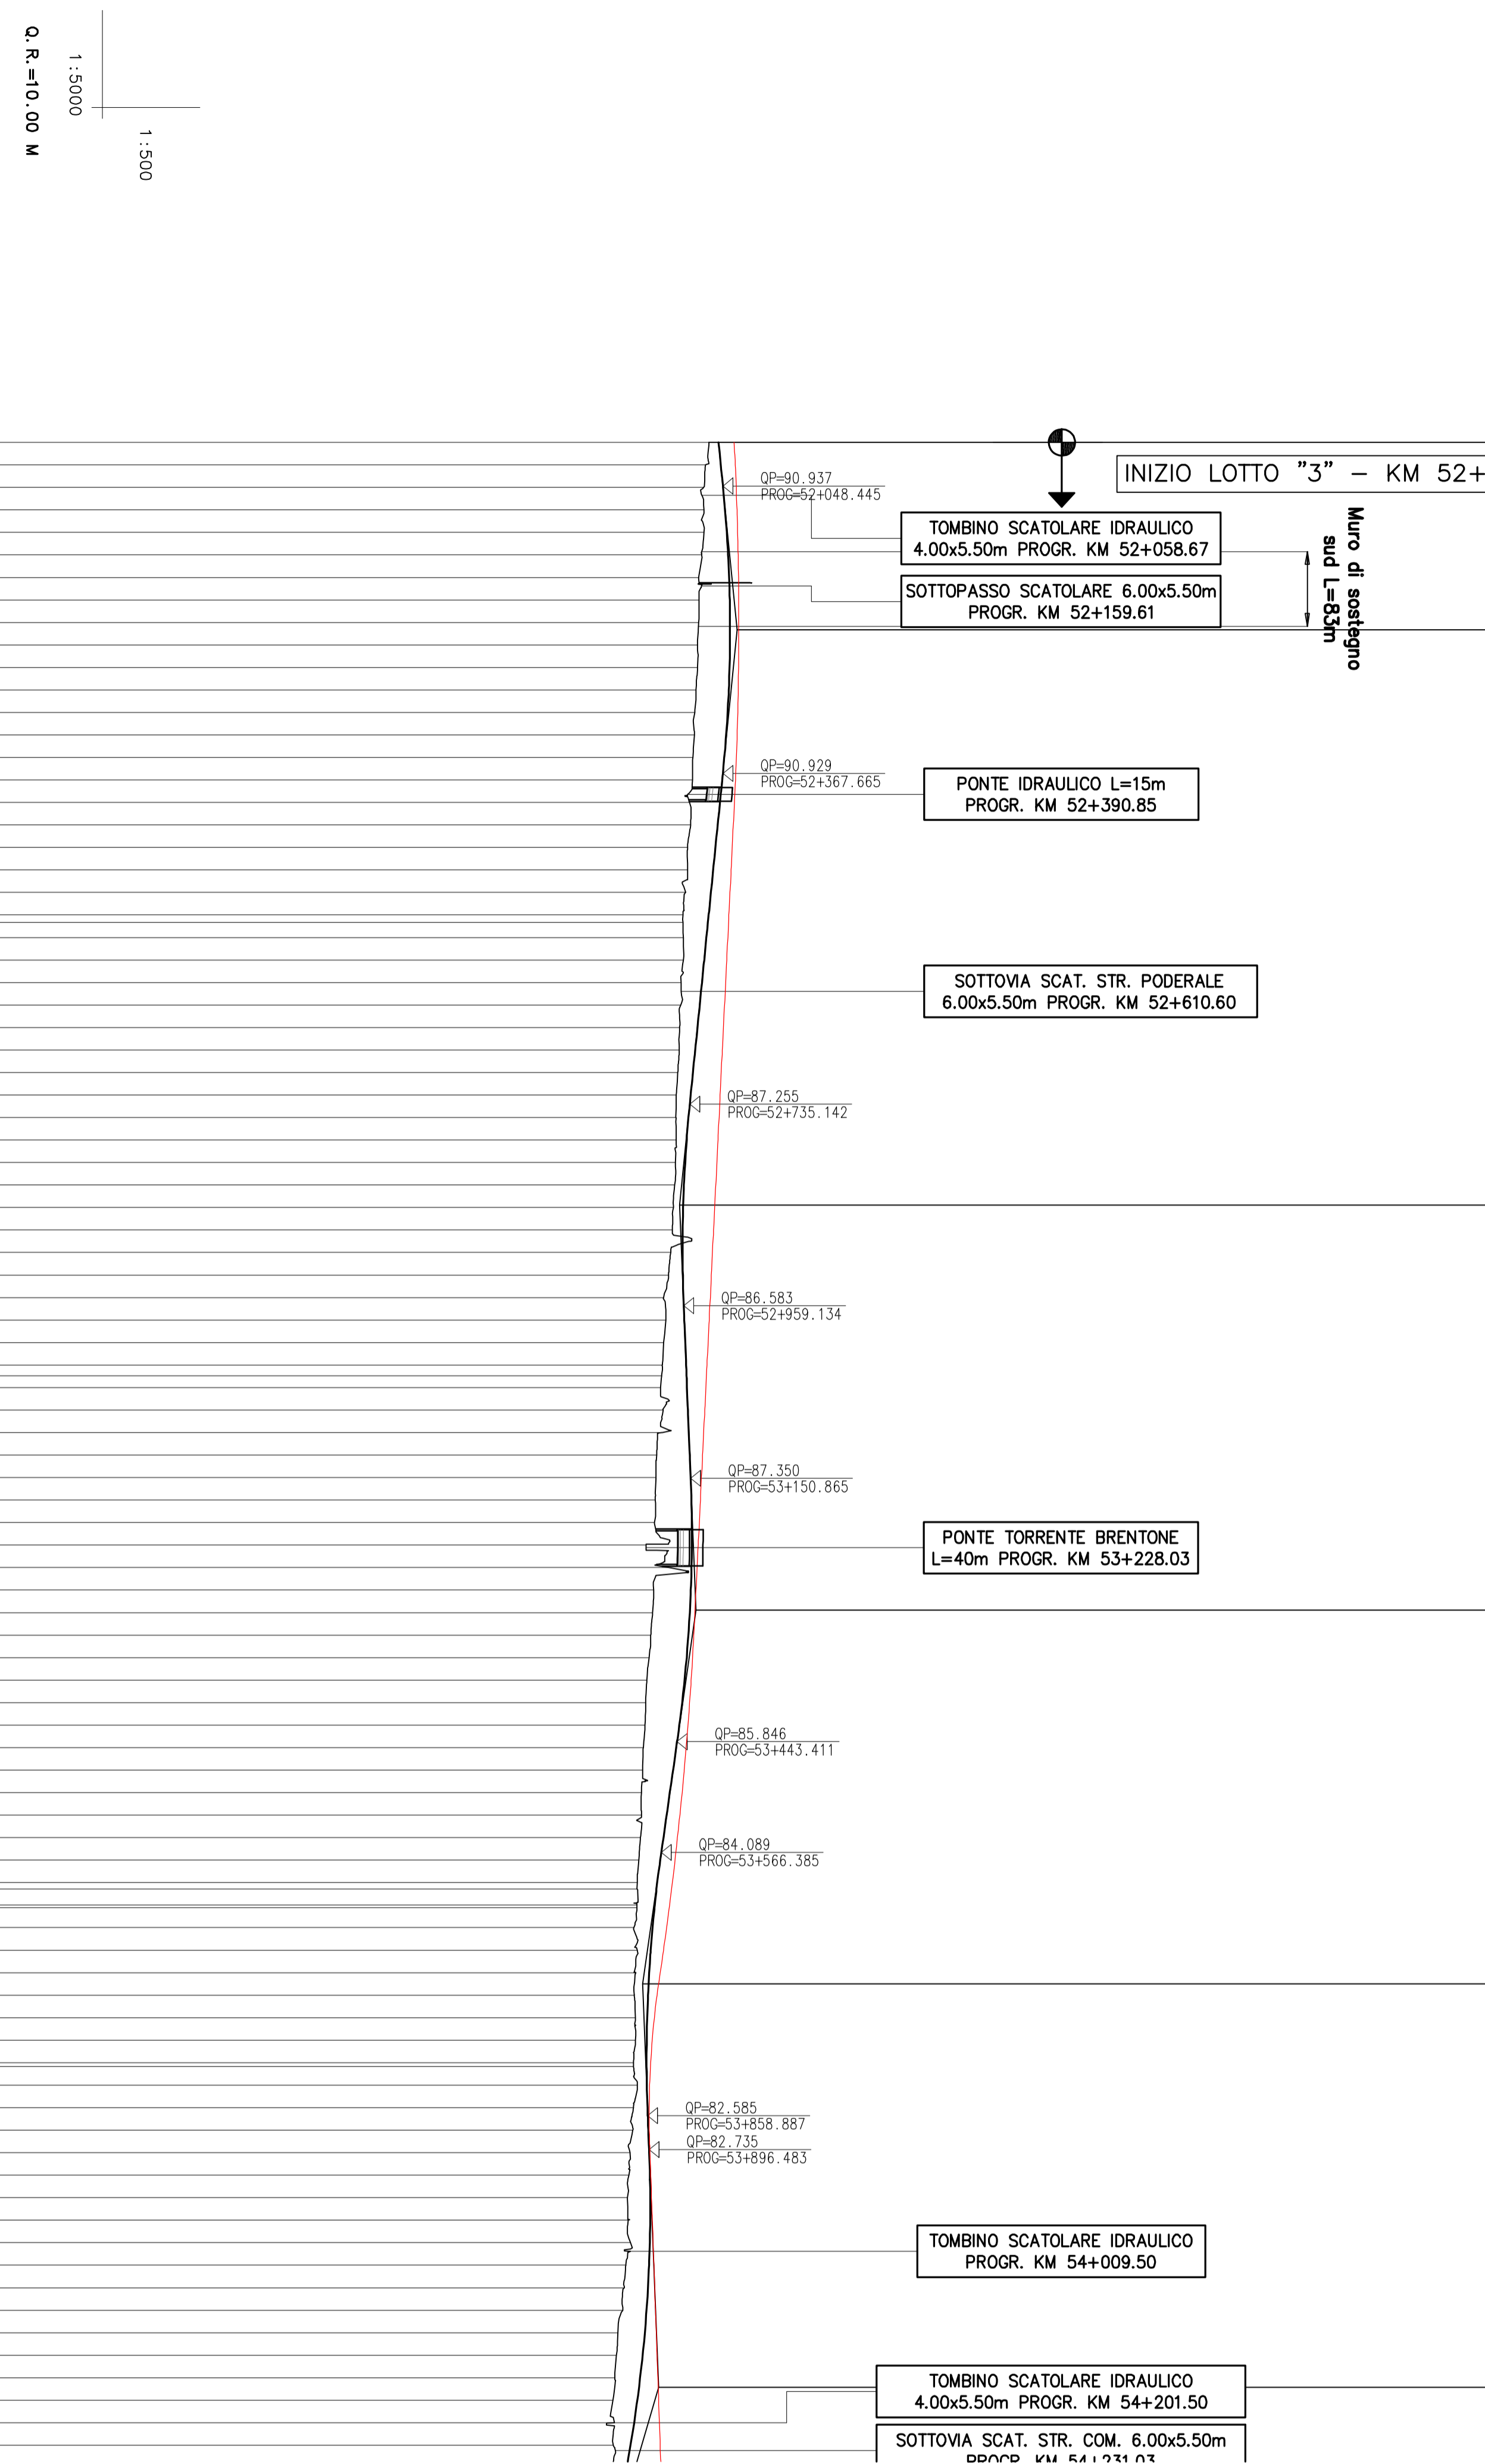 Q.R.=10.00 M
1:5000
1:500
INIZIO LOTTO "3" – KM 52+
QP=90.937
PROG=52+048.445
TOMBINO SCATOLARE IDRAULICO
4.00x5.50m PROGR. KM 52+058.67
SOTTOPASSO SCATOLARE 6.00x5.50m
PROGR. KM 52+159.61
Muro di sostegno
sud L=83m
QP=90.929
PROG=52+367.665
PONTE IDRAULICO L=15m
PROGR. KM 52+390.85
SOTTOVIA SCAT. STR. PODERALE
6.00x5.50m PROGR. KM 52+610.60
QP=87.255
PROG=52+735.142
QP=86.583
PROG=52+959.134
QP=87.350
PROG=53+150.865
PONTE TORRENTE BRENTONE
L=40m PROGR. KM 53+228.03
QP=85.846
PROG=53+443.411
QP=84.089
PROG=53+566.385
QP=82.585
PROG=53+858.887
QP=82.735
PROG=53+896.483
TOMBINO SCATOLARE IDRAULICO
PROGR. KM 54+009.50
TOMBINO SCATOLARE IDRAULICO
4.00x5.50m PROGR. KM 54+201.50
SOTTOVIA SCAT. STR. COM. 6.00x5.50m
PROGR. KM 54+231.03